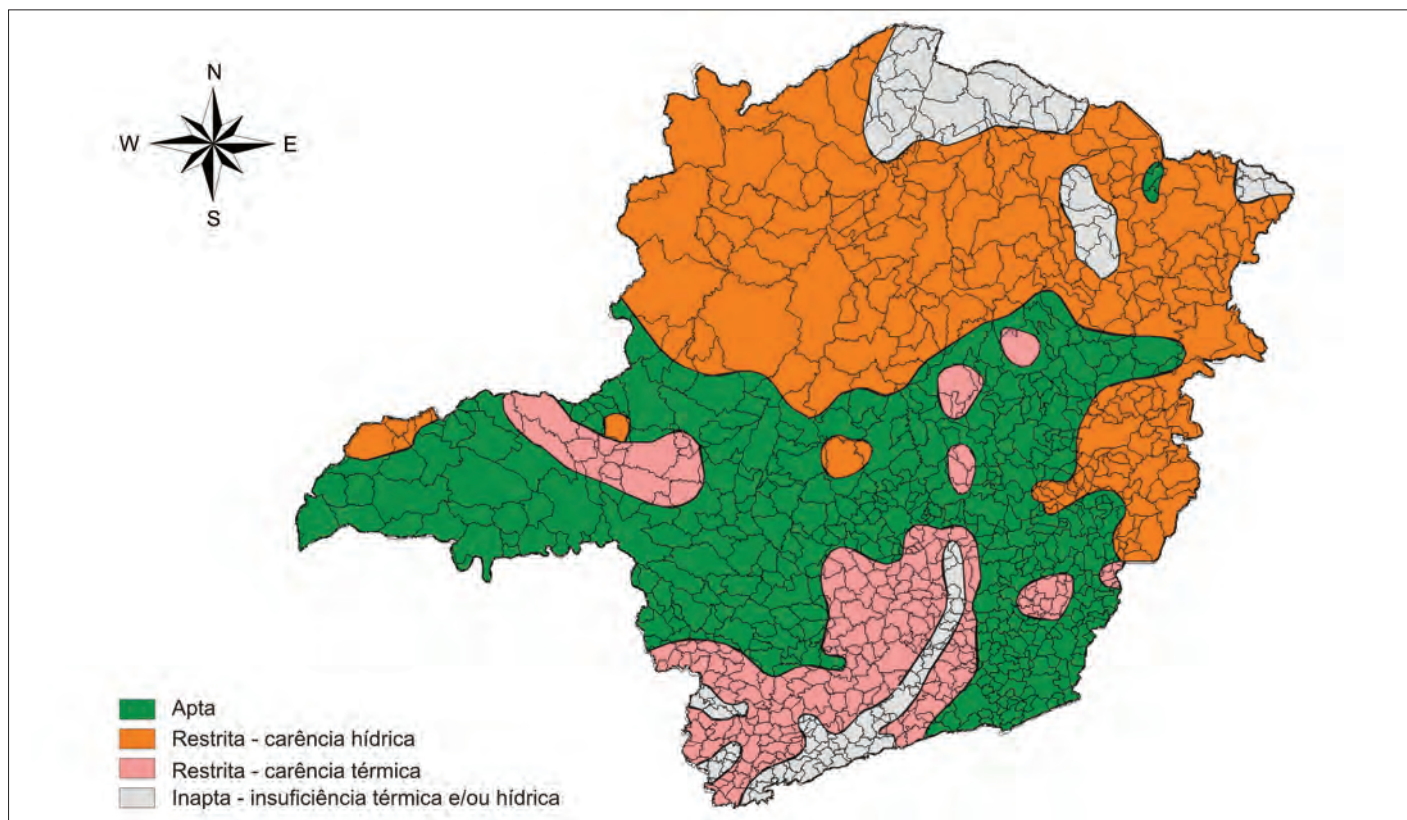 N
W E
S
Apta
Restrita - carência hídrica
Restrita - carência térmica
Inapta - insuficiência térmica e/ou hídrica